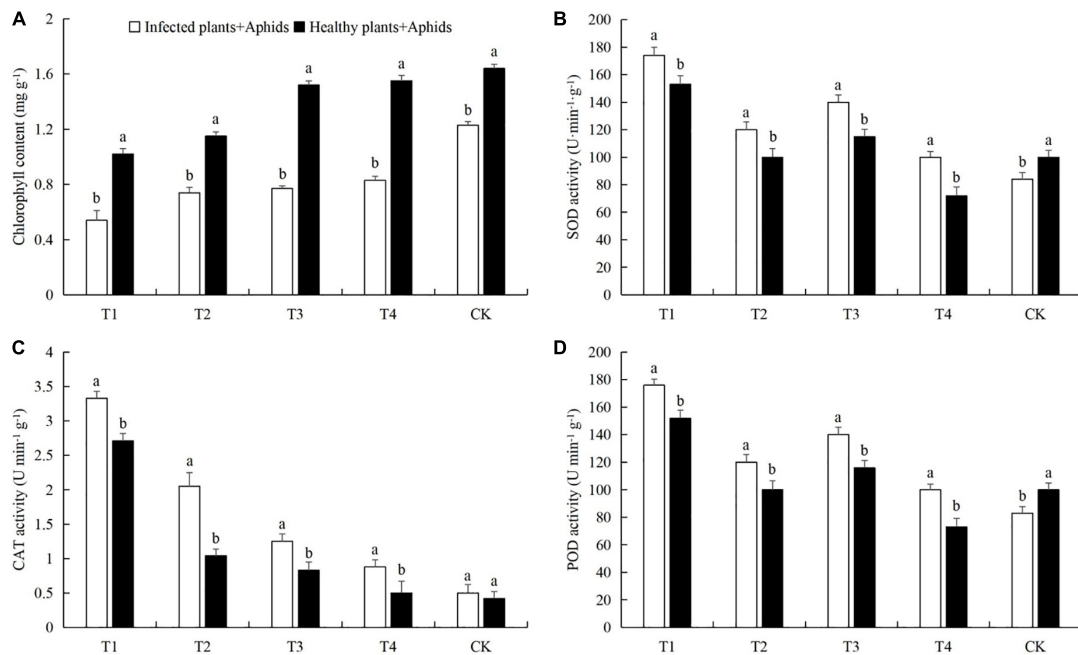 A
Infected plants+Aphids Healthy plants+Aphids
Chlorophyll content (mg g⁻¹)
2
1.6
1.2
0.8
0.4
0
b a b a b a b a b a
T1 T2 T3 T4 CK
B
SOD activity (U·min⁻¹·g⁻¹)
200
180
160
140
120
100
80
60
40
20
0
a b a b a b a b b a
T1 T2 T3 T4 CK
C
CAT activity (U min⁻¹ g⁻¹)
4
3.5
3
2.5
2
1.5
1
0.5
0
a b a b a b a b a a
T1 T2 T3 T4 CK
D
POD activity (U min⁻¹ g⁻¹)
200
180
160
140
120
100
80
60
40
20
0
a b a b a b a b b a
T1 T2 T3 T4 CK